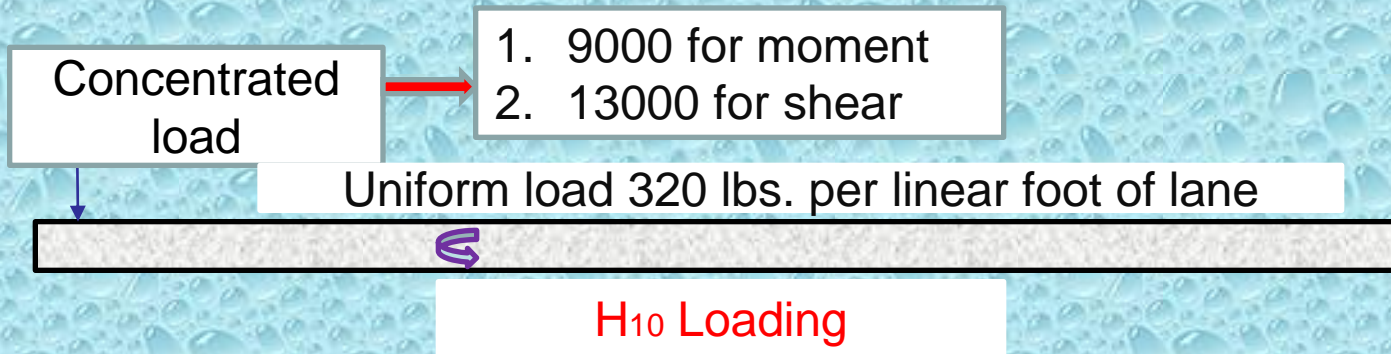 Concentrated
load
1. 9000 for moment
2. 13000 for shear
Uniform load 320 lbs. per linear foot of lane
H10 Loading